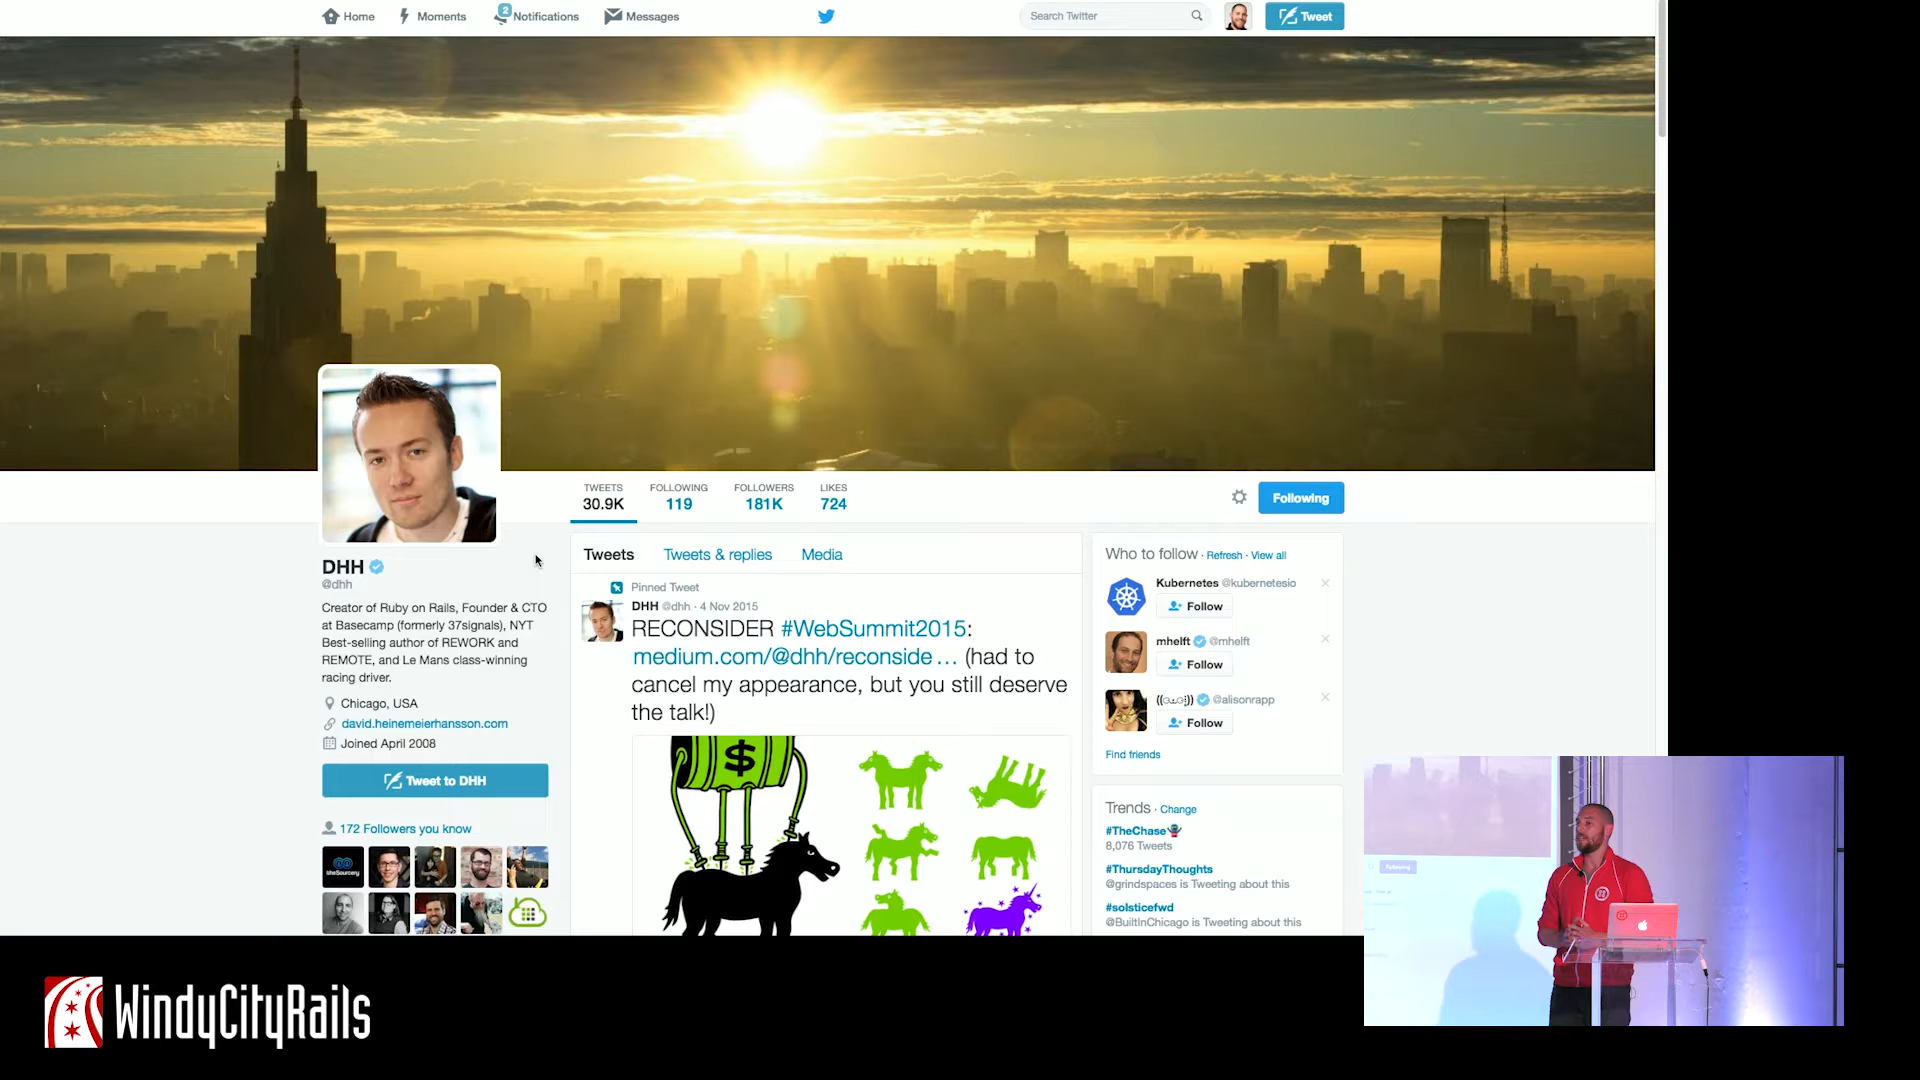 Home
Moments
2
Notifications
Messages
Search Twitter
Tweet
TWEETS
30.9K
FOLLOWING
119
FOLLOWERS
181K
LIKES
724
Following
DHH
@dhh
Creator of Ruby on Rails, Founder & CTO
at Basecamp (formerly 37signals), NYT
Best-selling author of REWORK and
REMOTE, and Le Mans class-winning
racing driver.
Chicago, USA
david.heinemeierhansson.com
Joined April 2008
Tweet to DHH
172 Followers you know
theSourcery
Tweets
Tweets & replies
Media
Pinned Tweet
DHH @dhh · 4 Nov 2015
RECONSIDER #WebSummit2015:
medium.com/@dhh/reconside … (had to
cancel my appearance, but you still deserve
the talk!)
$
Who to follow · Refresh · View all
Kubernetes @kubernetesio
Follow
mhelft @mhelft
Follow
@alisonrapp
Follow
Find friends
Trends · Change
#TheChase
8,076 Tweets
#ThursdayThoughts
@grindspaces is Tweeting about this
#solsticefwd
@BuiltInChicago is Tweeting about this
Following
WindyCityRails